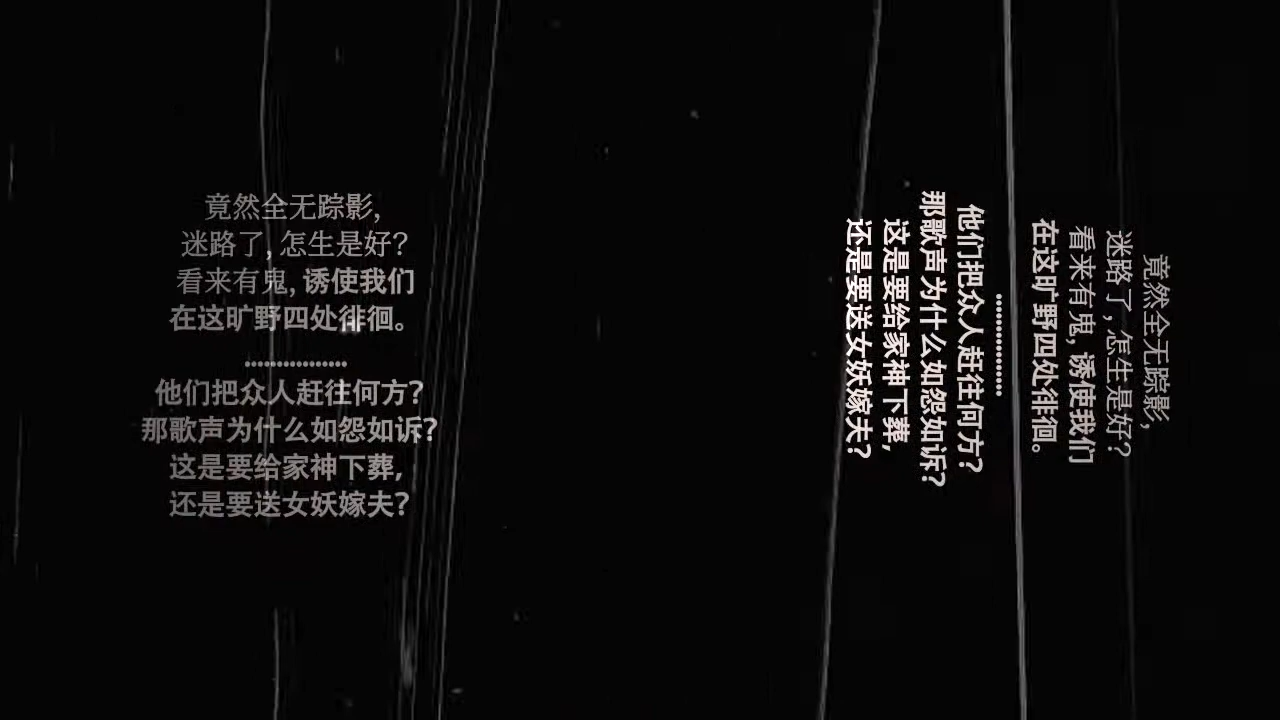 竟然全无踪影，
迷路了，怎生是好？
看来有鬼，诱使我们
在这旷野四处徘徊。
................
他们把众人赶往何方？
那歌声为什么如怨如诉？
这是要给家神下葬，
还是要送女妖嫁夫？
竟然全无踪影，
迷路了，怎生是好？
看来有鬼，诱使我们
在这旷野四处徘徊。
................
他们把众人赶往何方？
那歌声为什么如怨如诉？
这是要给家神下葬，
还是要送女妖嫁夫？